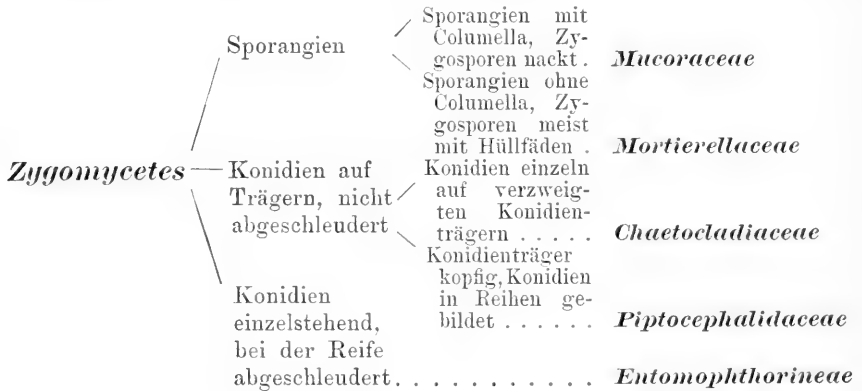 Sporangien mit
Columella, Zy-
Sporangien
gosporen nackt . Mucoraceae
Sporangien ohne
Columella, Zy-
gosporen meist
mit Hüllfäden . Mortierellaceae
Zygomycetes
Konidien auf
Trägern, nicht
abgeschleudert
Konidien einzeln
auf verzweig-
ten Konidien-
trägern . . . . . Chaetocladiaceae
Konidienträger
kopfig, Konidien
in Reihen ge-
bildet . . . . . . Piptocephalidaceae
Konidien
einzelstehend,
bei der Reife
abgeschleudert . . . . . . . . . . . Entomophthorineae